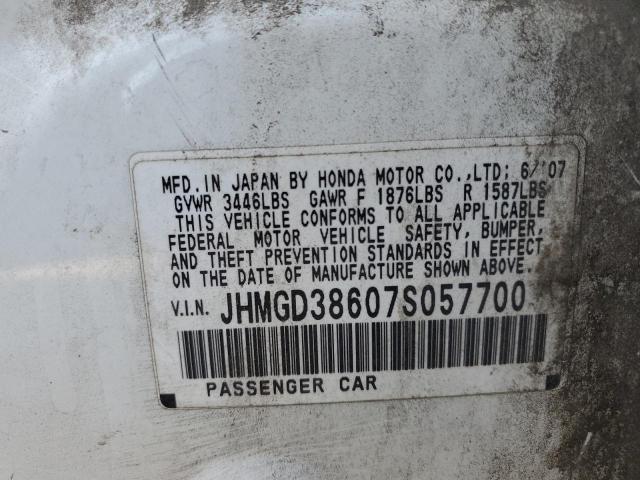 MFD. IN JAPAN BY HONDA MOTOR CO.,LTD; 6/'07
GVWR 3446LBS GAWR F 1876LBS R 1587LBS
THIS VEHICLE CONFORMS TO ALL APPLICABLE
FEDERAL MOTOR VEHICLE SAFETY, BUMPER,
AND THEFT PREVENTION STANDARDS IN EFFECT
ON THE DATE OF MANUFACTURE SHOWN ABOVE.
V.I.N. JHMGD38607S057700
PASSENGER CAR